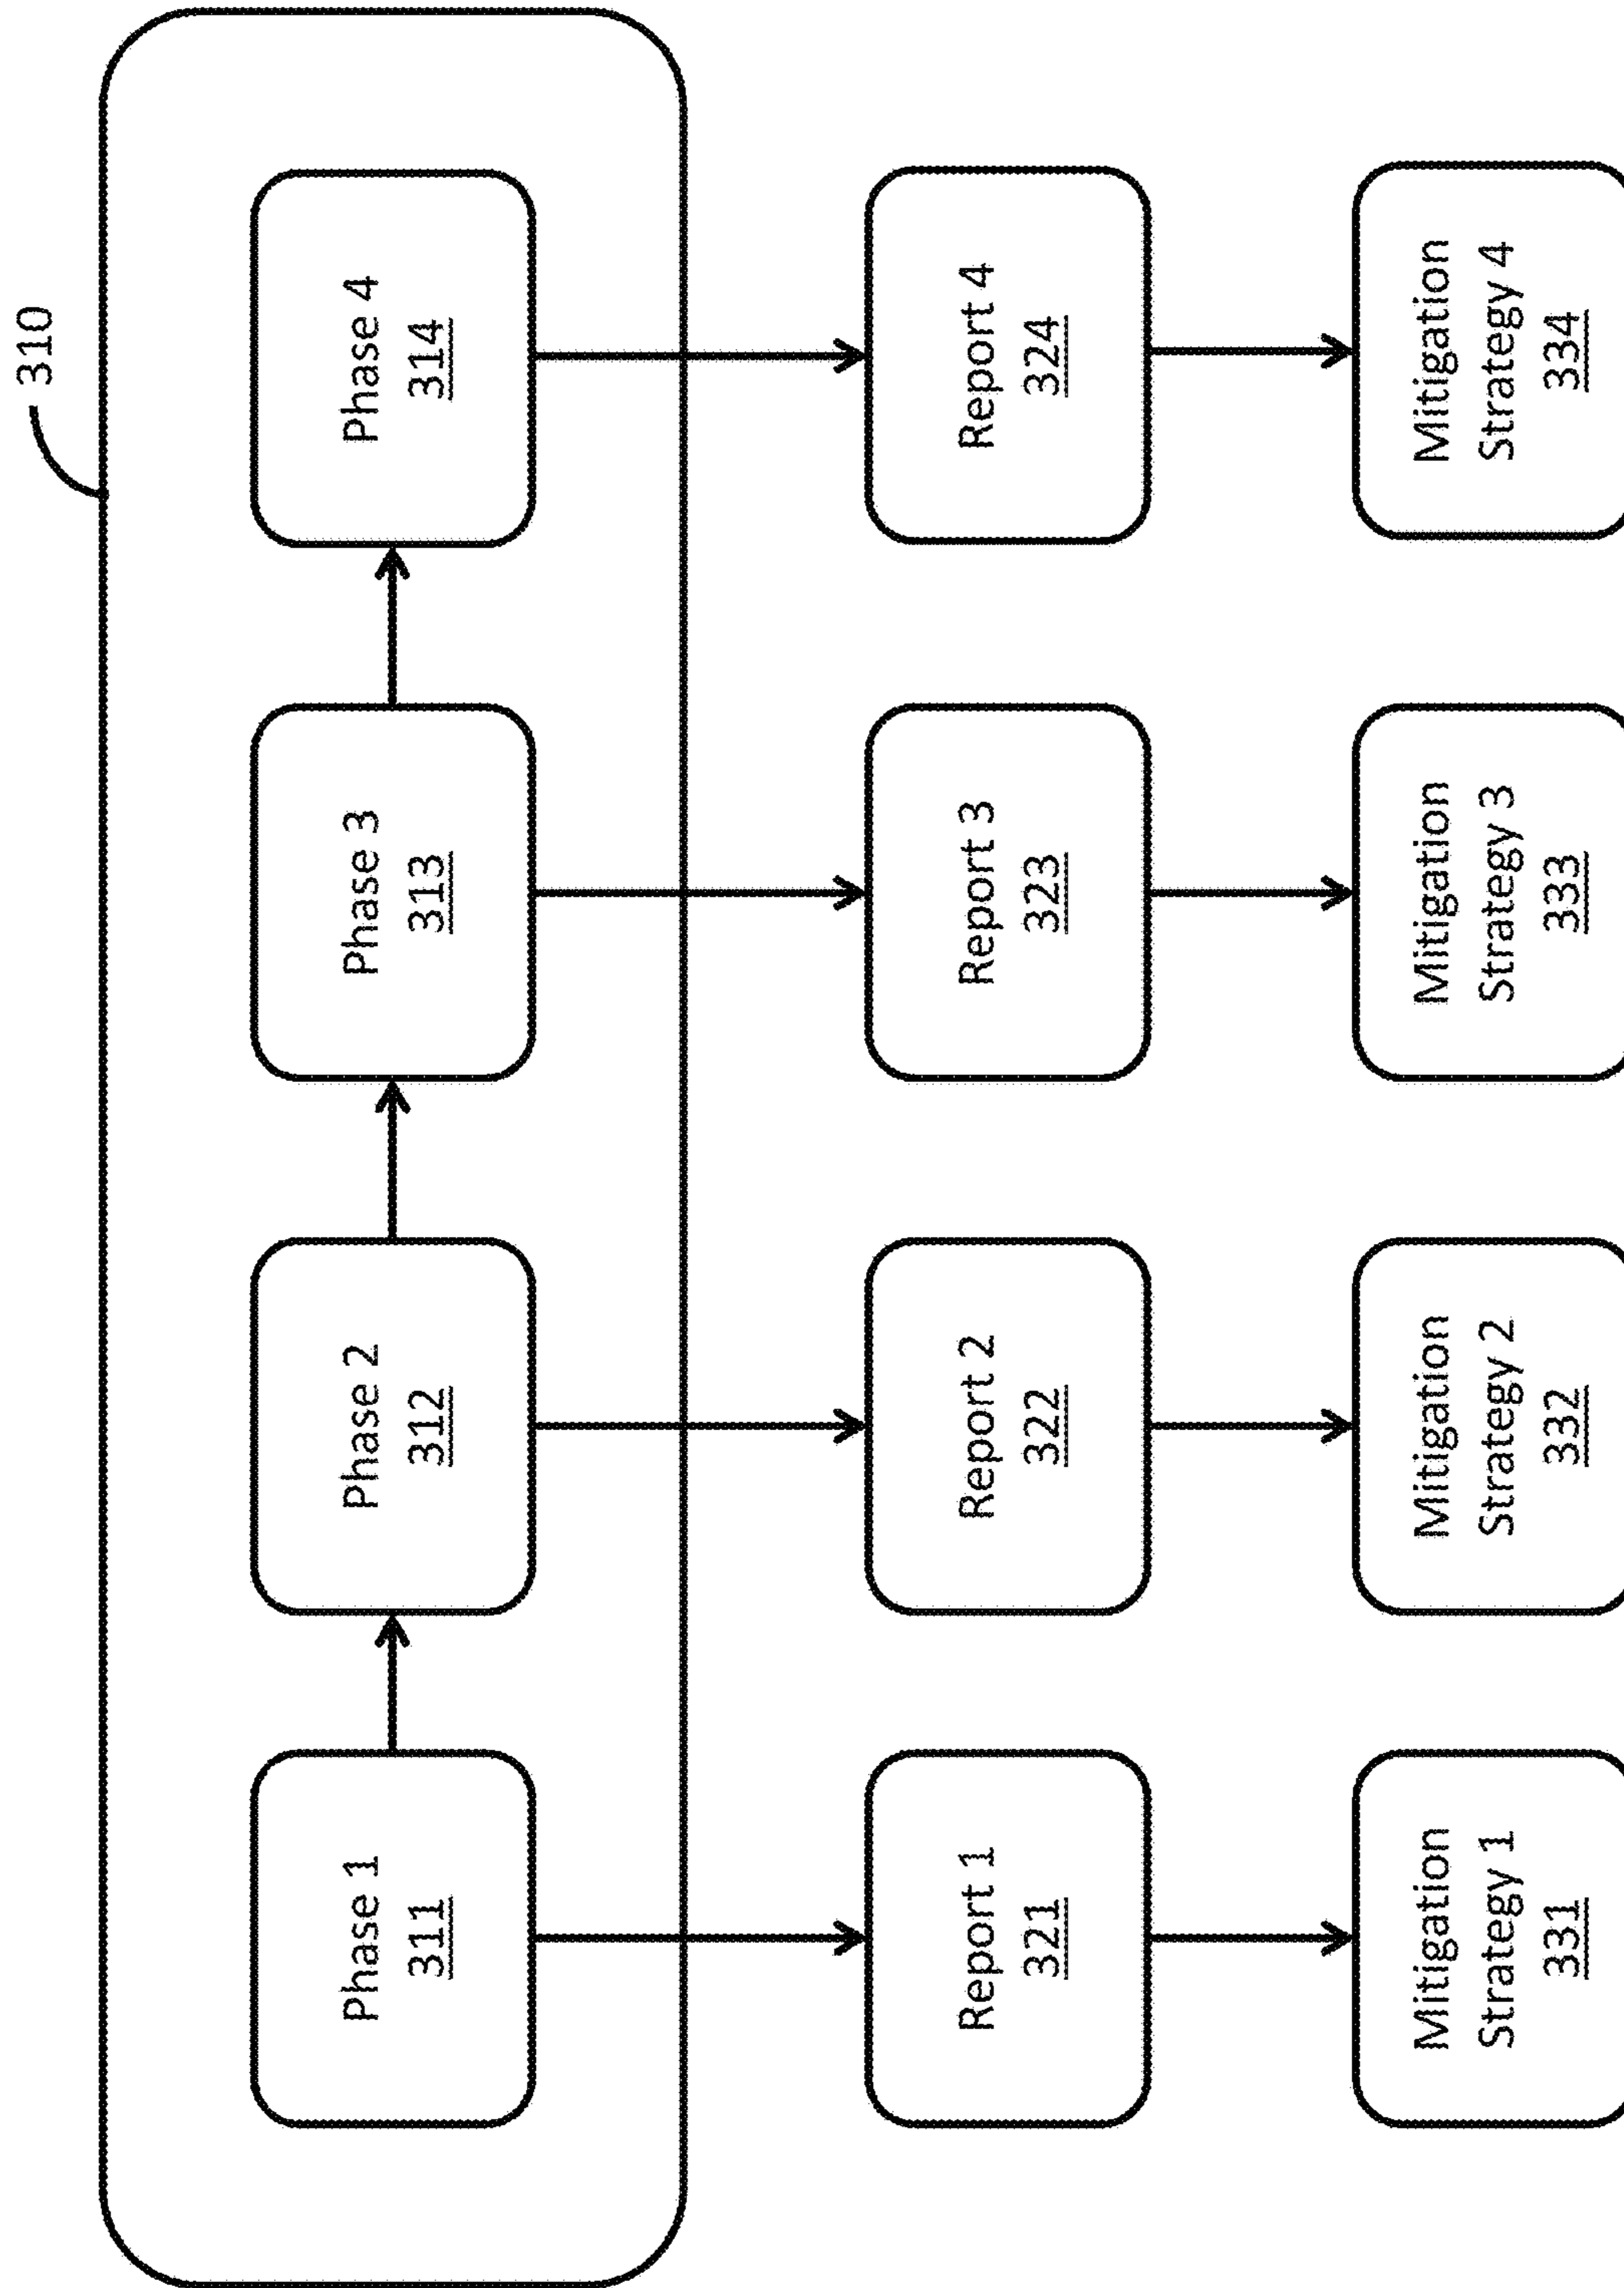 310
Phase 1
311
Phase 2
312
Phase 3
313
Phase 4
314
Report 1
321
Report 2
322
Report 3
323
Report 4
324
Mitigation
Strategy 1
331
Mitigation
Strategy 2
332
Mitigation
Strategy 3
333
Mitigation
Strategy 4
334